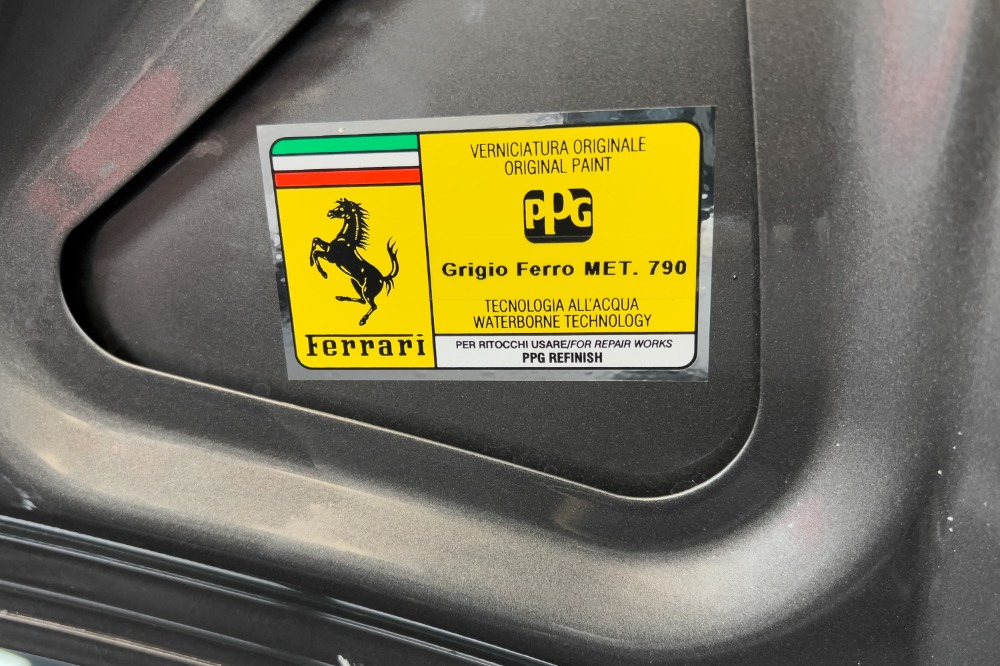 VERNICIATURA ORIGINALE
ORIGINAL PAINT
PPG
Grigio Ferro MET. 790
TECNOLOGIA ALL'ACQUA
WATERBORNE TECHNOLOGY
Ferrari
PER RITOCCHI USARE/FOR REPAIR WORKS
PPG REFINISH